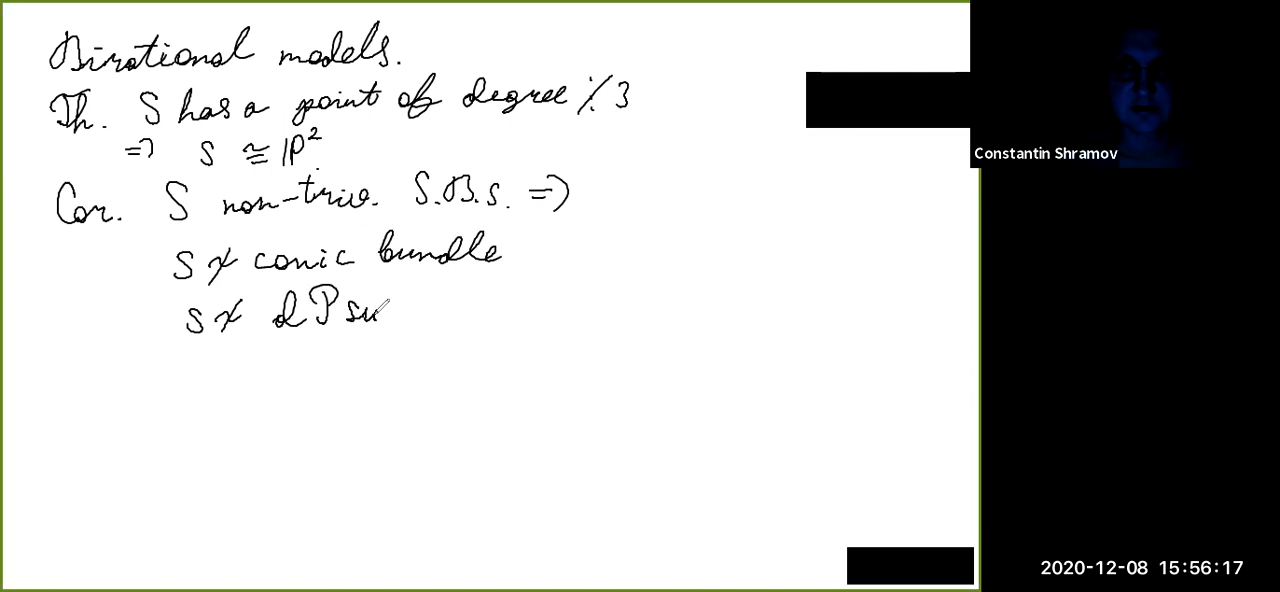 Birational models.
Th. S has a point of degree ⁒ 3
⇒ S ≅ ℙ²
Cor. S non-triv. S.B.s. ⇒
S ≁ conic bundle
S ≁ dP su
Constantin Shramov
2020-12-08 15:56:17